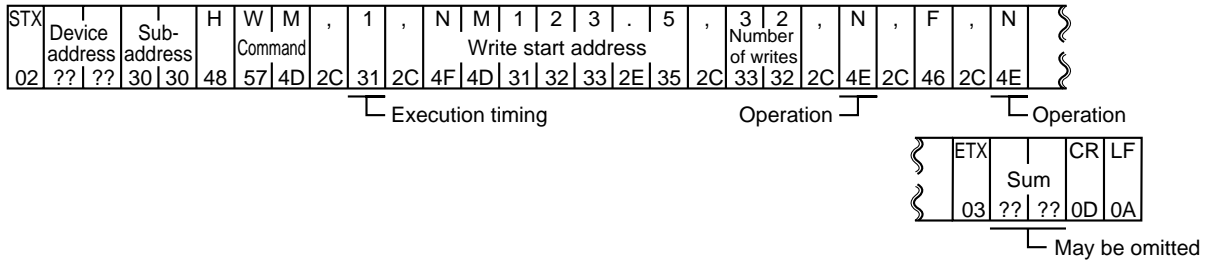 STX H W M , 1 , N M 1 2 3 . 5 , 3 2 , N , F , N
Device address Sub-address Command Write start address Number of writes
02 ?? ?? 30 30 48 57 4D 2C 31 2C 4F 4D 31 32 33 2E 35 2C 33 32 2C 4E 2C 46 2C 4E
Execution timing Operation Operation
ETX CR LF
Sum
03 ?? ?? 0D 0A
May be omitted